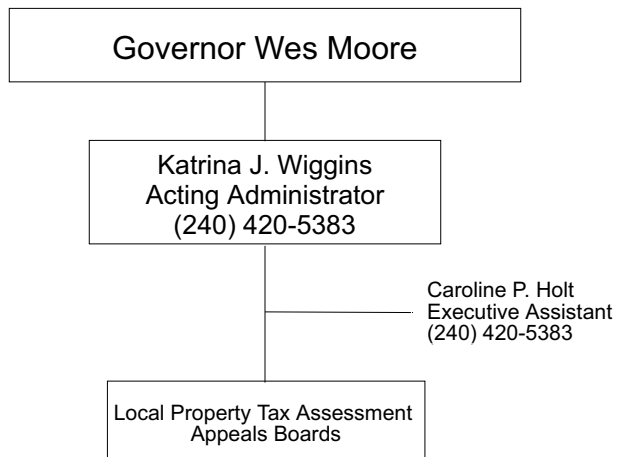 Governor Wes Moore
Katrina J. Wiggins
Acting Administrator
(240) 420-5383
Caroline P. Holt
Executive Assistant
(240) 420-5383
Local Property Tax Assessment
Appeals Boards